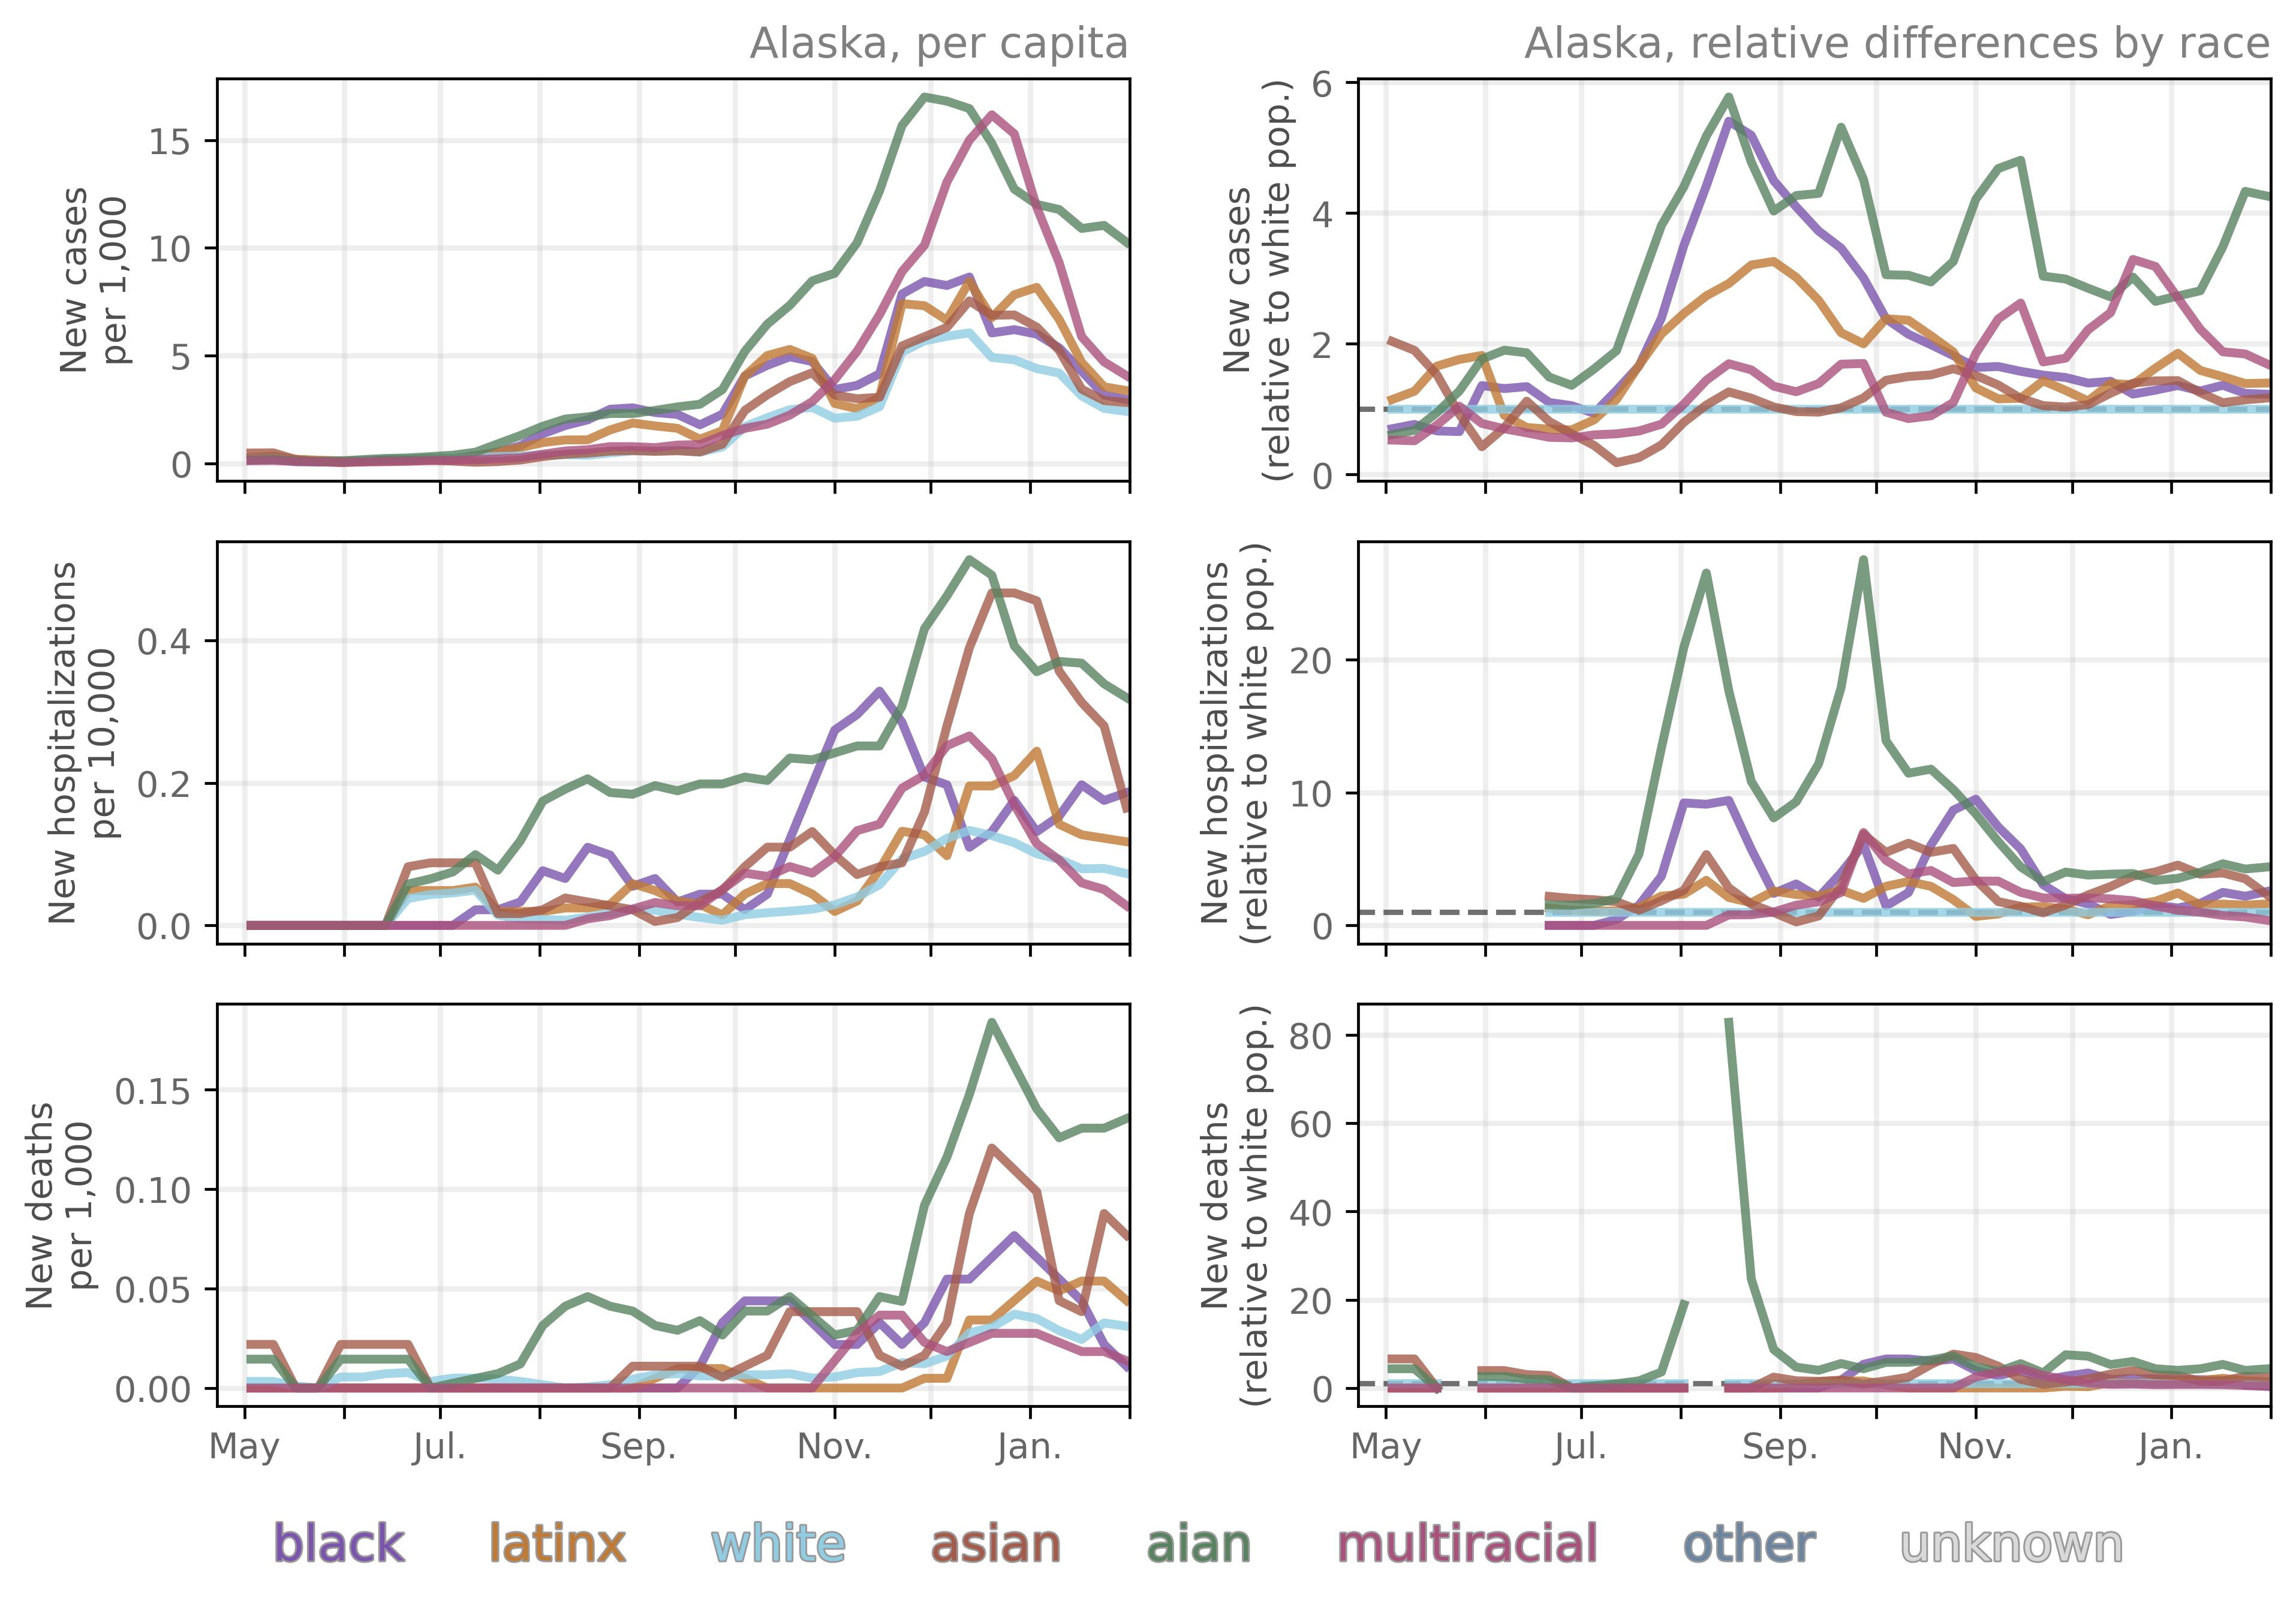 Alaska, per capita
Alaska, relative differences by race
New cases
per 1,000
15
10
5
0
New cases
(relative to white pop.)
6
4
2
0
New hospitalizations
per 10,000
0.4
0.2
0.0
New hospitalizations
(relative to white pop.)
20
10
0
New deaths
per 1,000
0.15
0.10
0.05
0.00
May Jul. Sep. Nov. Jan.
New deaths
(relative to white pop.)
80
60
40
20
0
May Jul. Sep. Nov. Jan.
black latinx white asian aian multiracial other unknown